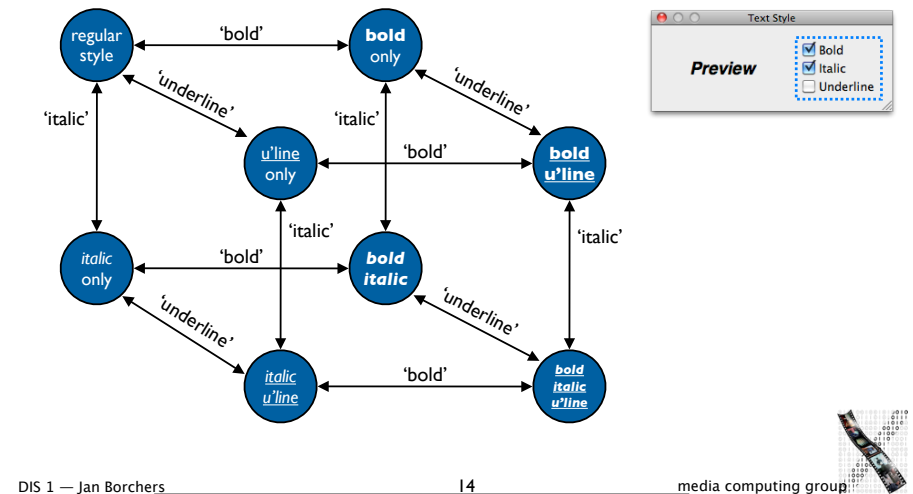 regular
style
‘bold’
bold
only
Text Style
Preview
Bold
Italic
Underline
‘underline’
‘underline’
‘italic’
‘italic’
u’line
only
‘bold’
bold
u’line
‘italic’
‘italic’
italic
only
‘bold’
bold
italic
‘underline’
‘underline’
italic
u’line
‘bold’
bold
italic
u’line
DIS 1 — Jan Borchers
14
media computing group